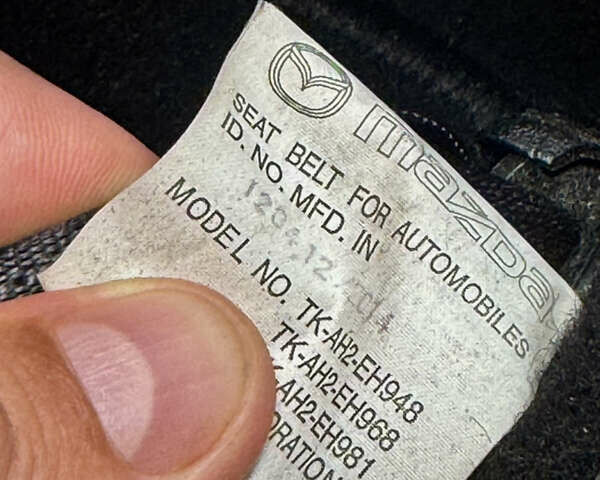 mazda
SEAT BELT FOR AUTOMOBILES
ID. NO. MFD. IN
MODEL NO. TK-AH2-EH948
TK-AH2-EH968
-AH2-EH981
ORATION